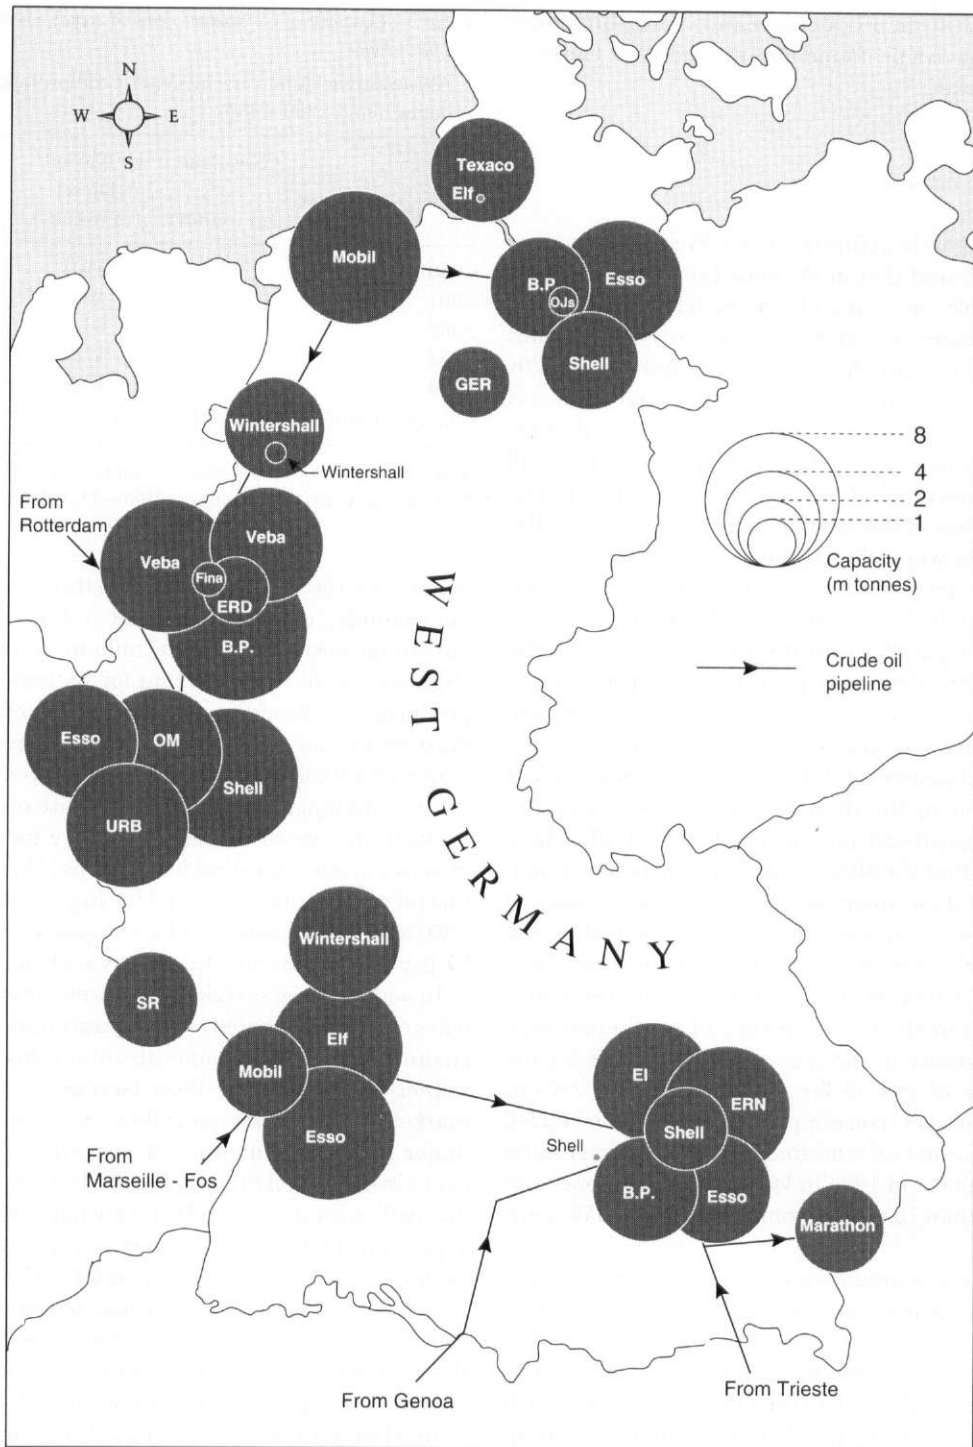 N
W E
S
Texaco
Elf
Mobil
B.P.
Esso
OJs
Shell
GER
Wintershall
Wintershall
From
Rotterdam
Veba
Veba
Fina
ERD
B.P.
Esso
OM
Shell
URB
8
4
2
1
Capacity
(m tonnes)
Crude oil
pipeline
WEST GERMANY
Wintershall
SR
Elf
Mobil
Esso
From
Marseille - Fos
EI
ERN
Shell
Shell
B.P.
Esso
Marathon
From Genoa
From Trieste